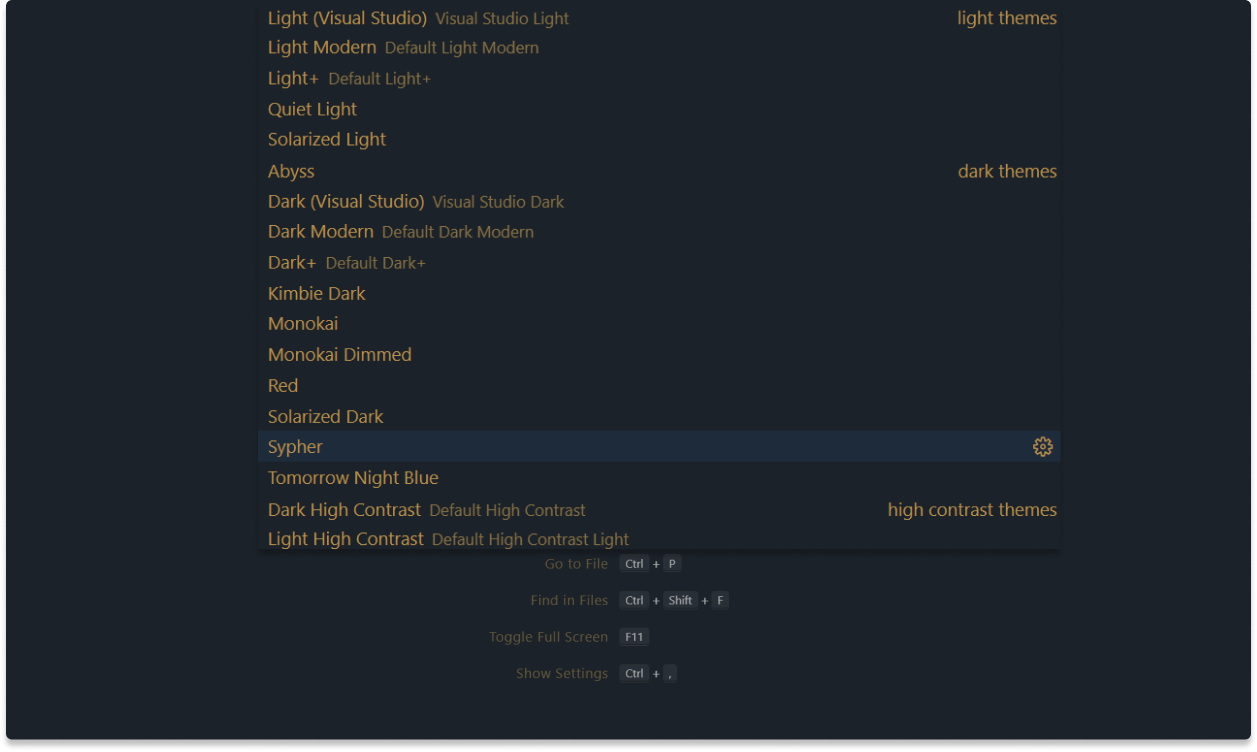 Light (Visual Studio) Visual Studio Light light themes
Light Modern Default Light Modern
Light+ Default Light+
Quiet Light
Solarized Light
Abyss dark themes
Dark (Visual Studio) Visual Studio Dark
Dark Modern Default Dark Modern
Dark+ Default Dark+
Kimbie Dark
Monokai
Monokai Dimmed
Red
Solarized Dark
Sypher
Tomorrow Night Blue
Dark High Contrast Default High Contrast high contrast themes
Light High Contrast Default High Contrast Light
Go to File Ctrl + P
Find in Files Ctrl + Shift + F
Toggle Full Screen F11
Show Settings Ctrl + ,